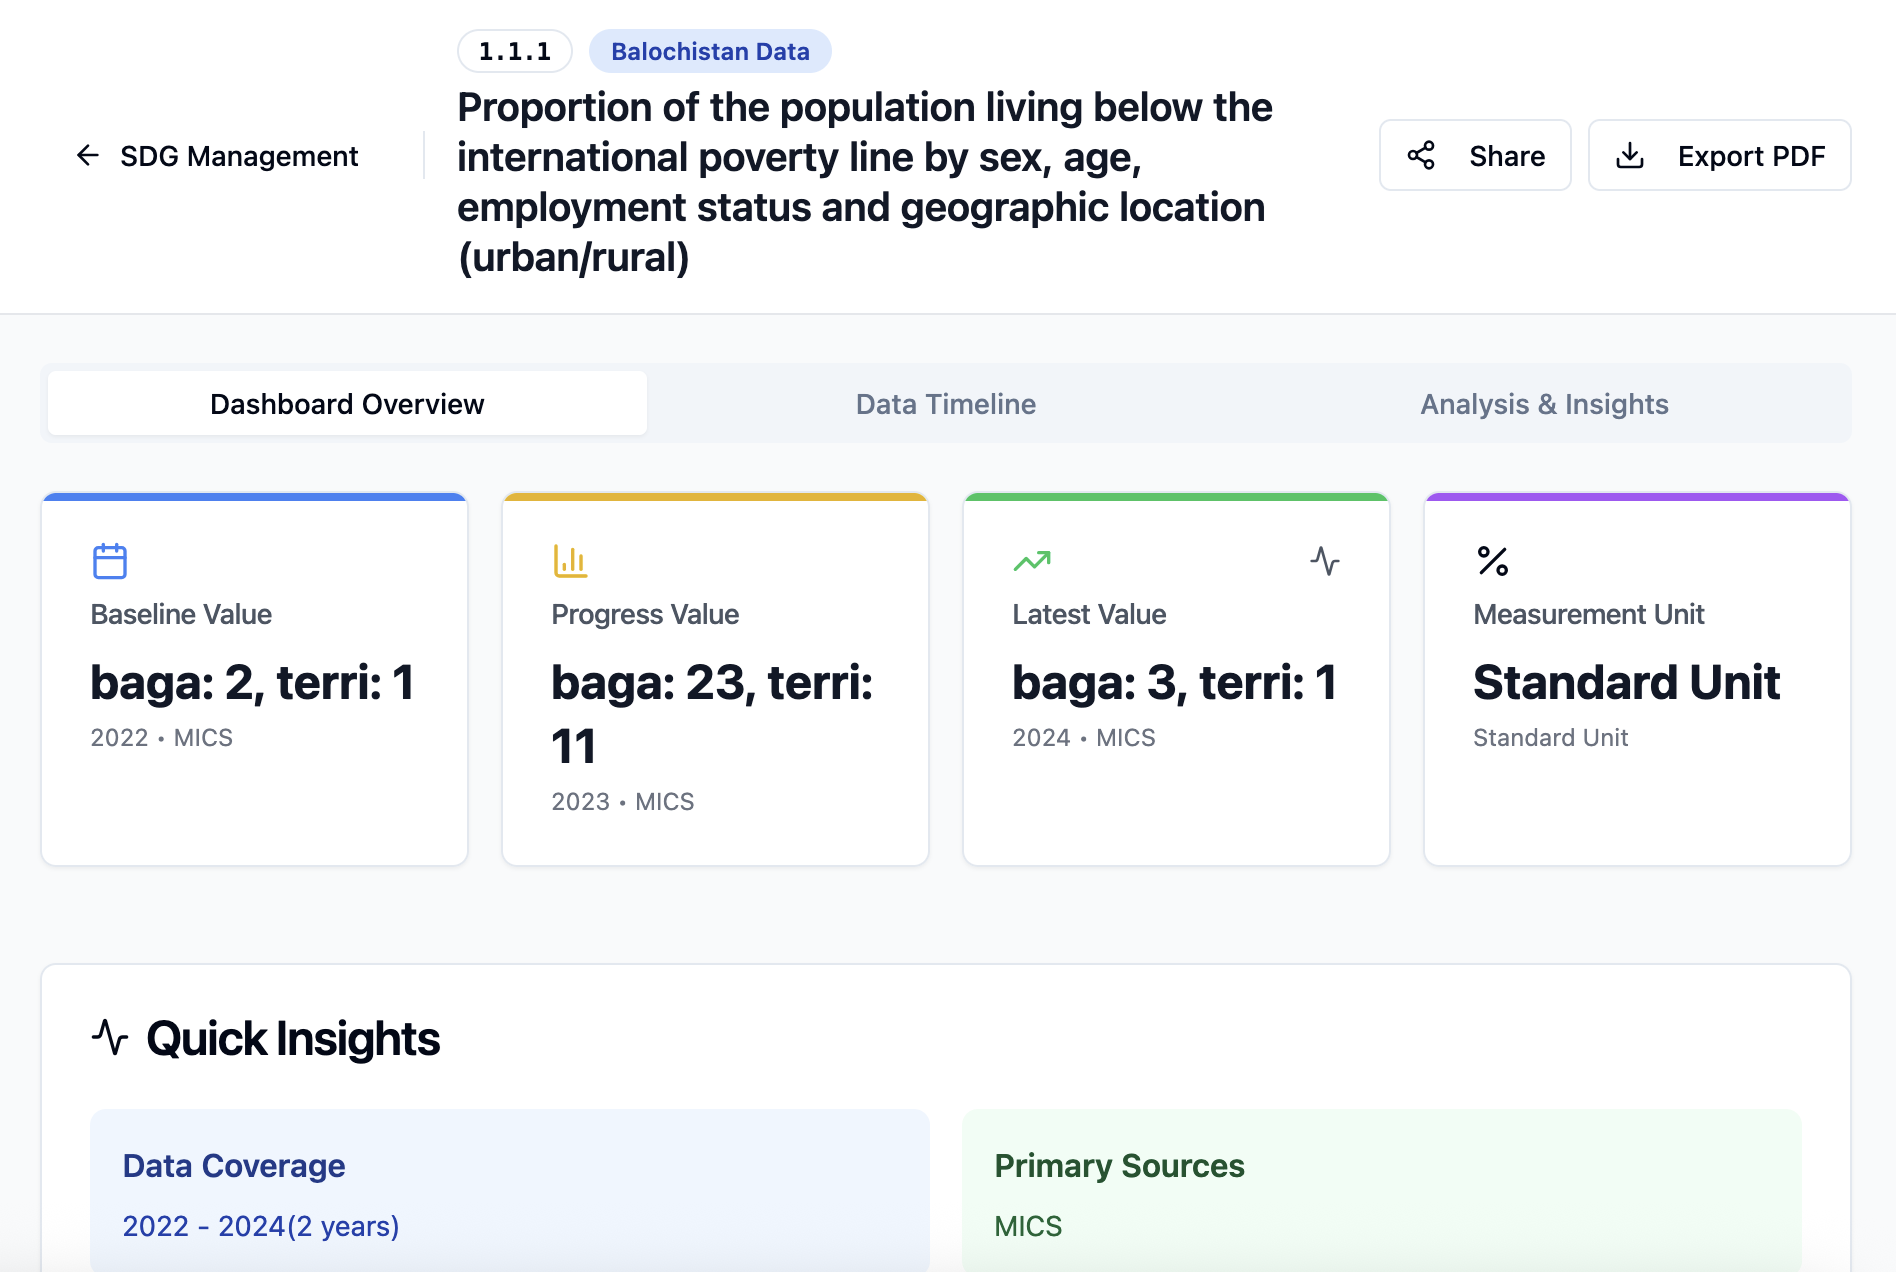 1.1.1
Balochistan Data
Proportion of the population living below the
international poverty line by sex, age,
employment status and geographic location
(urban/rural)
SDG Management
Share
Export PDF
Dashboard Overview
Data Timeline
Analysis & Insights
Baseline Value
baga: 2, terri: 1
2022 • MICS
Progress Value
baga: 23, terri:
11
2023 • MICS
Latest Value
baga: 3, terri: 1
2024 • MICS
Measurement Unit
Standard Unit
Standard Unit
Quick Insights
Data Coverage
2022 - 2024(2 years)
Primary Sources
MICS